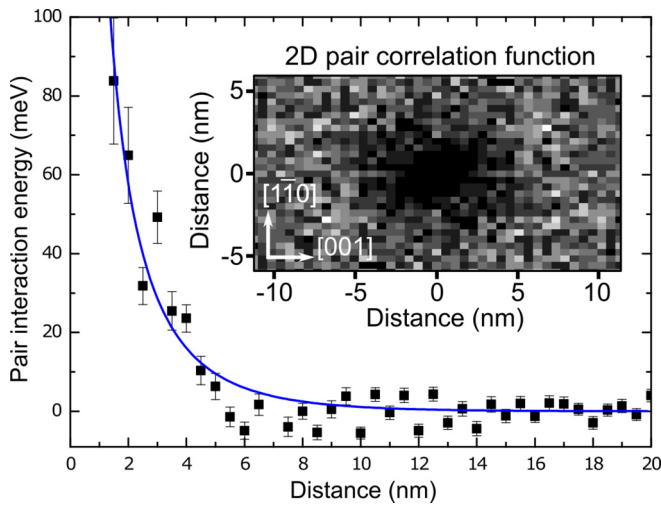 100
80
60
40
20
0
Pair interaction energy (meV)
0 2 4 6 8 10 12 14 16 18 20
Distance (nm)
2D pair correlation function
5
0
-5
Distance (nm)
[11̅0]
[001]
-10 -5 0 5 10
Distance (nm)